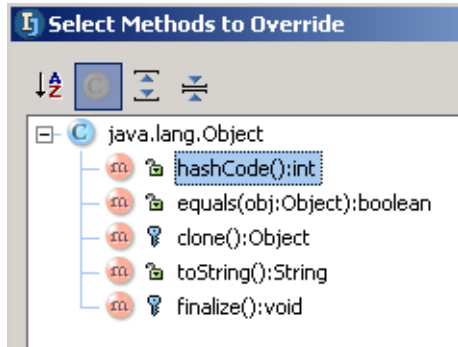 Select Methods to Override
java.lang.Object
hashCode():int
equals(obj:Object):boolean
clone():Object
toString():String
finalize():void